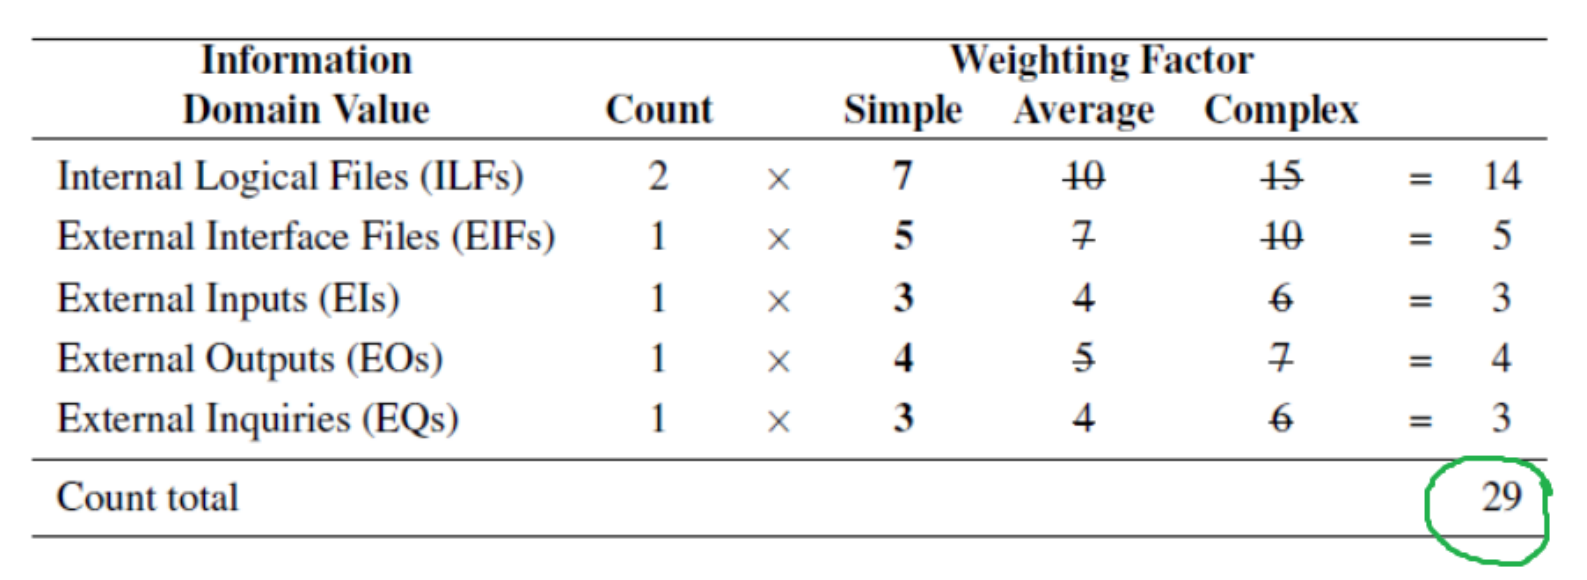 Information Weighting Factor
Domain Value Count Simple Average Complex
Internal Logical Files (ILFs) 2 × 7 10 15 = 14
External Interface Files (EIFs) 1 × 5 7 10 = 5
External Inputs (EIs) 1 × 3 4 6 = 3
External Outputs (EOs) 1 × 4 5 7 = 4
External Inquiries (EQs) 1 × 3 4 6 = 3
Count total 29